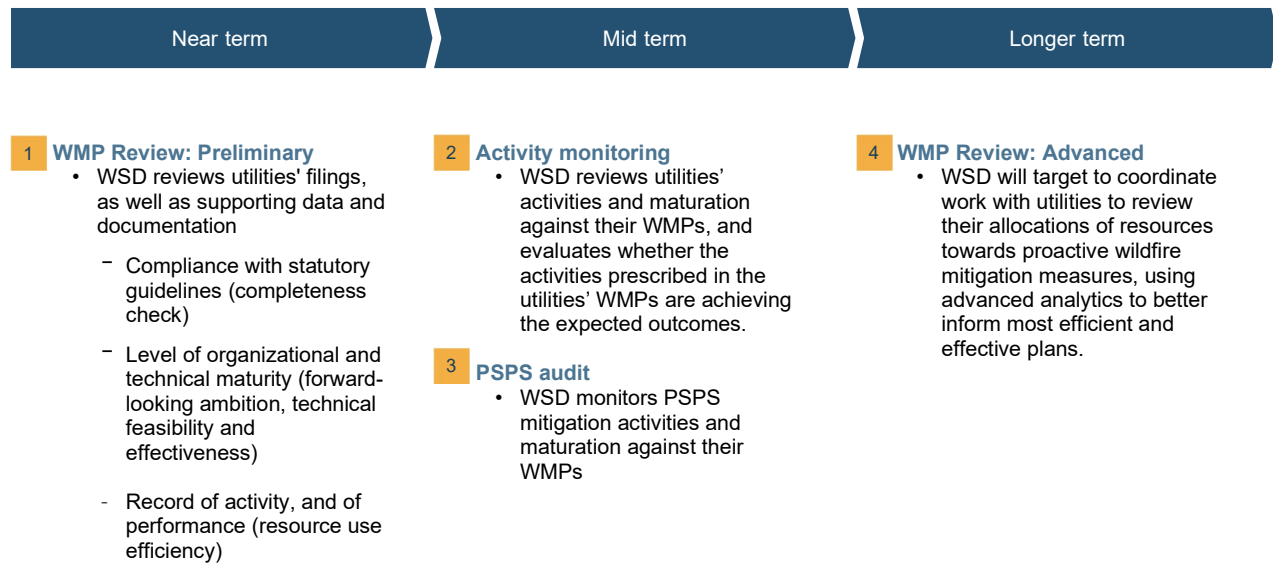 Near term
Mid term
Longer term
1 WMP Review: Preliminary
• WSD reviews utilities' filings,
as well as supporting data and
documentation
− Compliance with statutory
guidelines (completeness
check)
− Level of organizational and
technical maturity (forward-
looking ambition, technical
feasibility and
effectiveness)
- Record of activity, and of
performance (resource use
efficiency)
2 Activity monitoring
• WSD reviews utilities’
activities and maturation
against their WMPs, and
evaluates whether the
activities prescribed in the
utilities’ WMPs are achieving
the expected outcomes.
3 PSPS audit
• WSD monitors PSPS
mitigation activities and
maturation against their
WMPs
4 WMP Review: Advanced
• WSD will target to coordinate
work with utilities to review
their allocations of resources
towards proactive wildfire
mitigation measures, using
advanced analytics to better
inform most efficient and
effective plans.